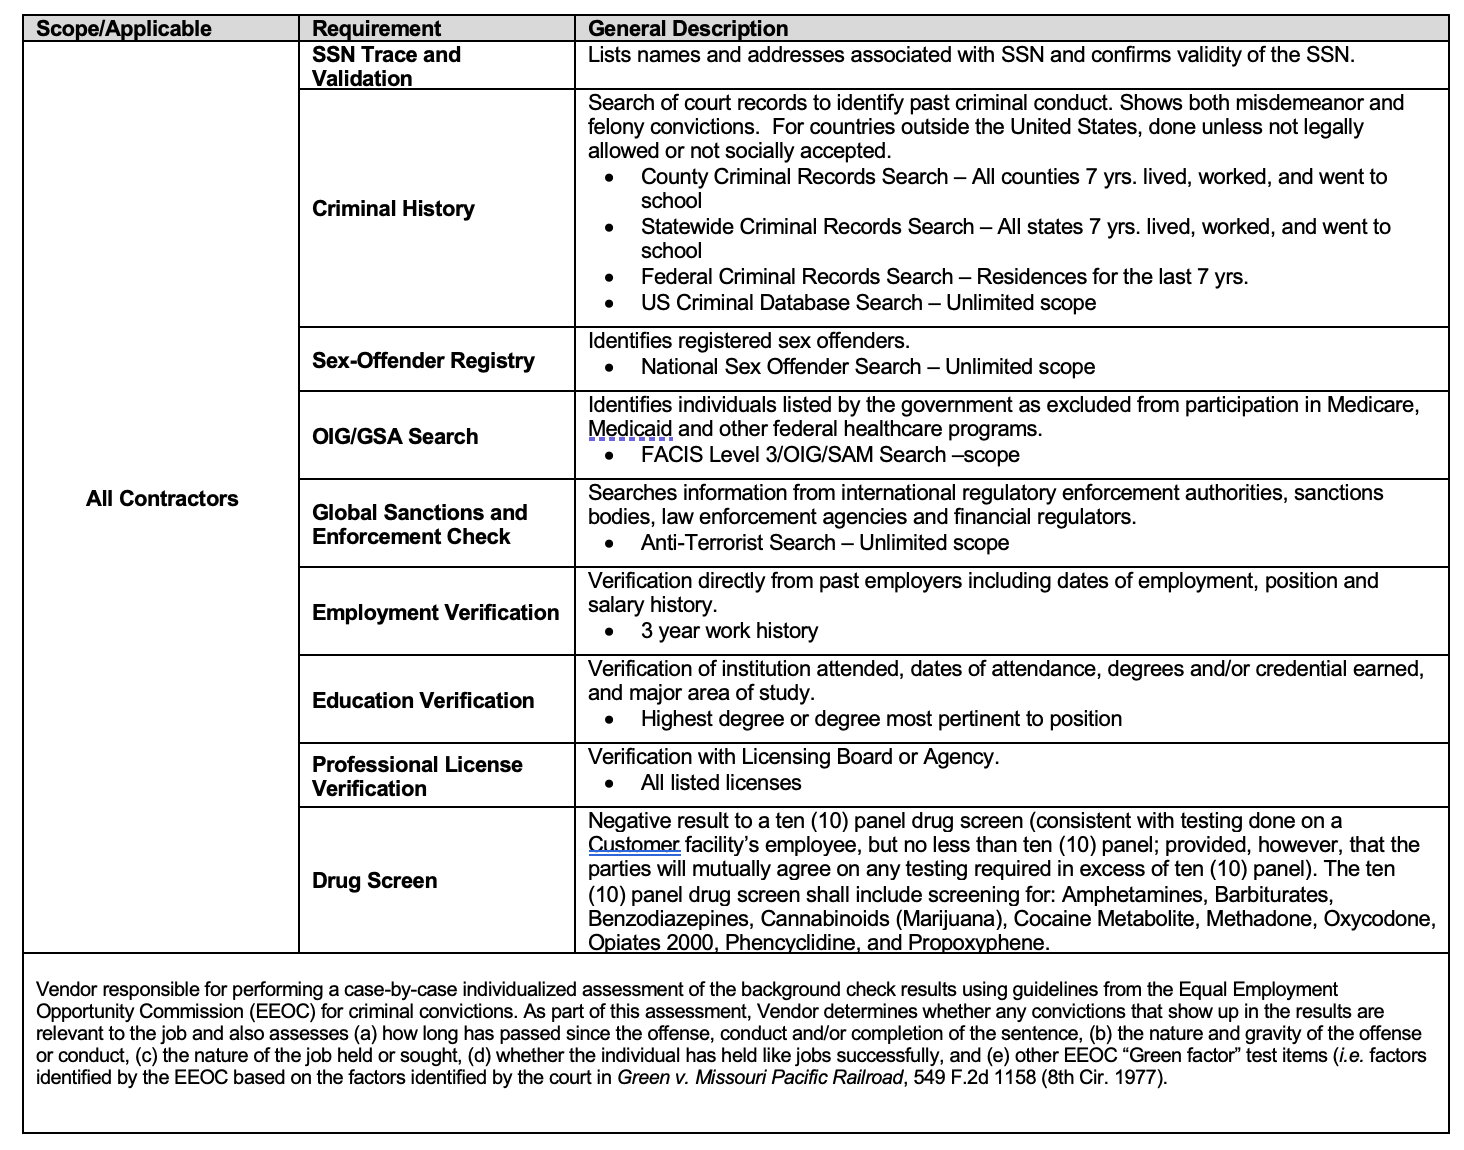 Scope/Applicable
Requirement
General Description
All Contractors
SSN Trace and
Validation
Lists names and addresses associated with SSN and confirms validity of the SSN.
Criminal History
Search of court records to identify past criminal conduct. Shows both misdemeanor and
felony convictions.  For countries outside the United States, done unless not legally
allowed or not socially accepted.
• County Criminal Records Search – All counties 7 yrs. lived, worked, and went to
school
• Statewide Criminal Records Search – All states 7 yrs. lived, worked, and went to
school
• Federal Criminal Records Search – Residences for the last 7 yrs.
• US Criminal Database Search – Unlimited scope
Sex-Offender Registry
Identifies registered sex offenders.
• National Sex Offender Search – Unlimited scope
OIG/GSA Search
Identifies individuals listed by the government as excluded from participation in Medicare,
Medicaid and other federal healthcare programs.
• FACIS Level 3/OIG/SAM Search –scope
Global Sanctions and
Enforcement Check
Searches information from international regulatory enforcement authorities, sanctions
bodies, law enforcement agencies and financial regulators.
• Anti-Terrorist Search – Unlimited scope
Employment Verification
Verification directly from past employers including dates of employment, position and
salary history.
• 3 year work history
Education Verification
Verification of institution attended, dates of attendance, degrees and/or credential earned,
and major area of study.
• Highest degree or degree most pertinent to position
Professional License
Verification
Verification with Licensing Board or Agency.
• All listed licenses
Drug Screen
Negative result to a ten (10) panel drug screen (consistent with testing done on a
Customer facility’s employee, but no less than ten (10) panel; provided, however, that the
parties will mutually agree on any testing required in excess of ten (10) panel). The ten
(10) panel drug screen shall include screening for: Amphetamines, Barbiturates,
Benzodiazepines, Cannabinoids (Marijuana), Cocaine Metabolite, Methadone, Oxycodone,
Opiates 2000, Phencyclidine, and Propoxyphene.
Vendor responsible for performing a case-by-case individualized assessment of the background check results using guidelines from the Equal Employment
Opportunity Commission (EEOC) for criminal convictions. As part of this assessment, Vendor determines whether any convictions that show up in the results are
relevant to the job and also assesses (a) how long has passed since the offense, conduct and/or completion of the sentence, (b) the nature and gravity of the offense
or conduct, (c) the nature of the job held or sought, (d) whether the individual has held like jobs successfully, and (e) other EEOC “Green factor” test items (i.e. factors
identified by the EEOC based on the factors identified by the court in Green v. Missouri Pacific Railroad, 549 F.2d 1158 (8th Cir. 1977).